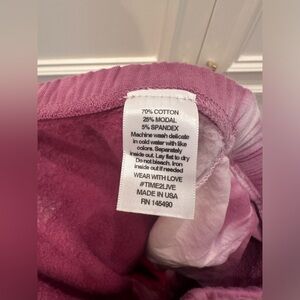 70% COTTON
25% MODAL
5% SPANDEX
Machine wash delicate
in cold water with like
colors. Separately
inside out. Lay flat to dry
Do not bleach. Iron
inside out if needed
WEAR WITH LOVE
#TIME2LIVE
MADE IN USA
RN 148490